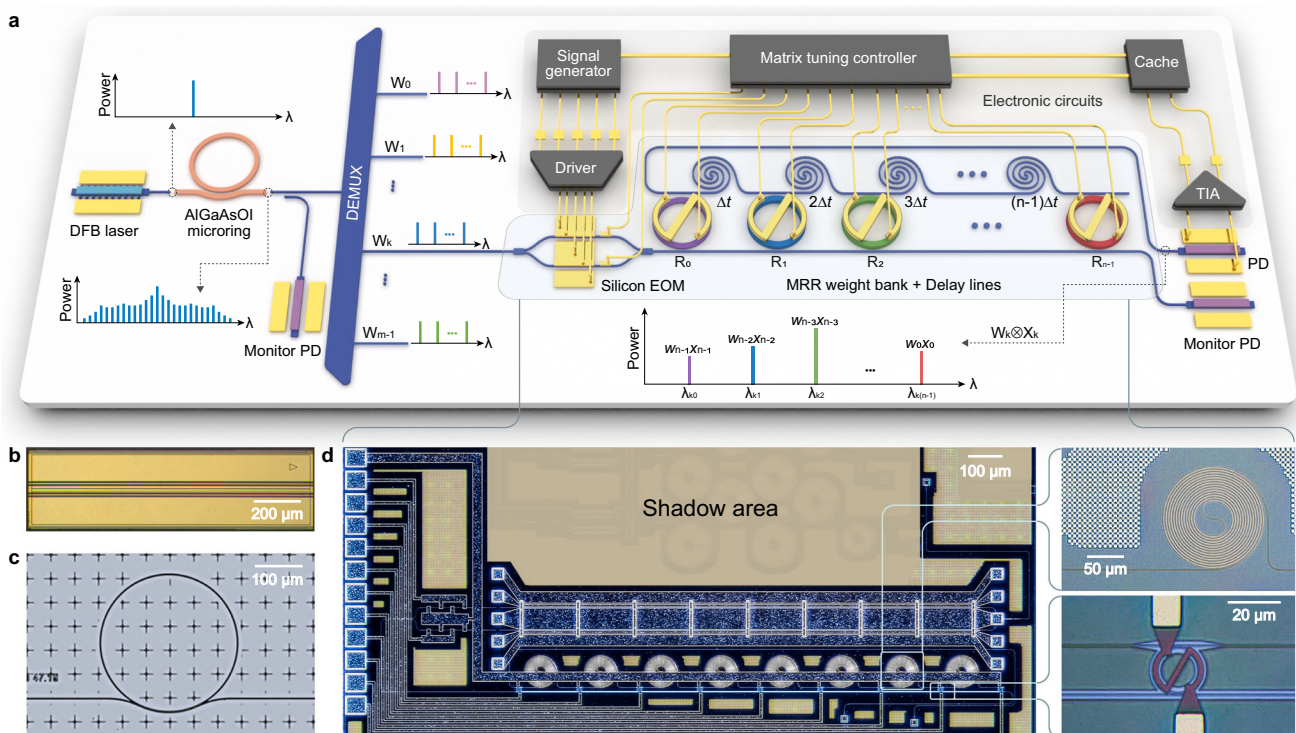 a
Power
λ
DFB laser
AlGaAsOI
microring
Power
λ
Monitor PD
DEMUX
W₀
λ
W₁
λ
Wₖ
λ
Wₘ₋₁
λ
Signal
generator
Matrix tuning controller
Cache
Electronic circuits
Driver
TIA
Δt
2Δt
3Δt
(n-1)Δt
R₀
R₁
R₂
Rₙ₋₁
PD
Silicon EOM
MRR weight bank + Delay lines
Monitor PD
Wₖ⊗Xₖ
Power
wₙ₋₁xₙ₋₁
wₙ₋₂xₙ₋₂
wₙ₋₃xₙ₋₃
...
w₀x₀
λ
λₖ₀
λₖ₁
λₖ₂
λₖ₍ₙ₋₁₎
b
200 μm
c
100 μm
d
Shadow area
100 μm
50 μm
20 μm